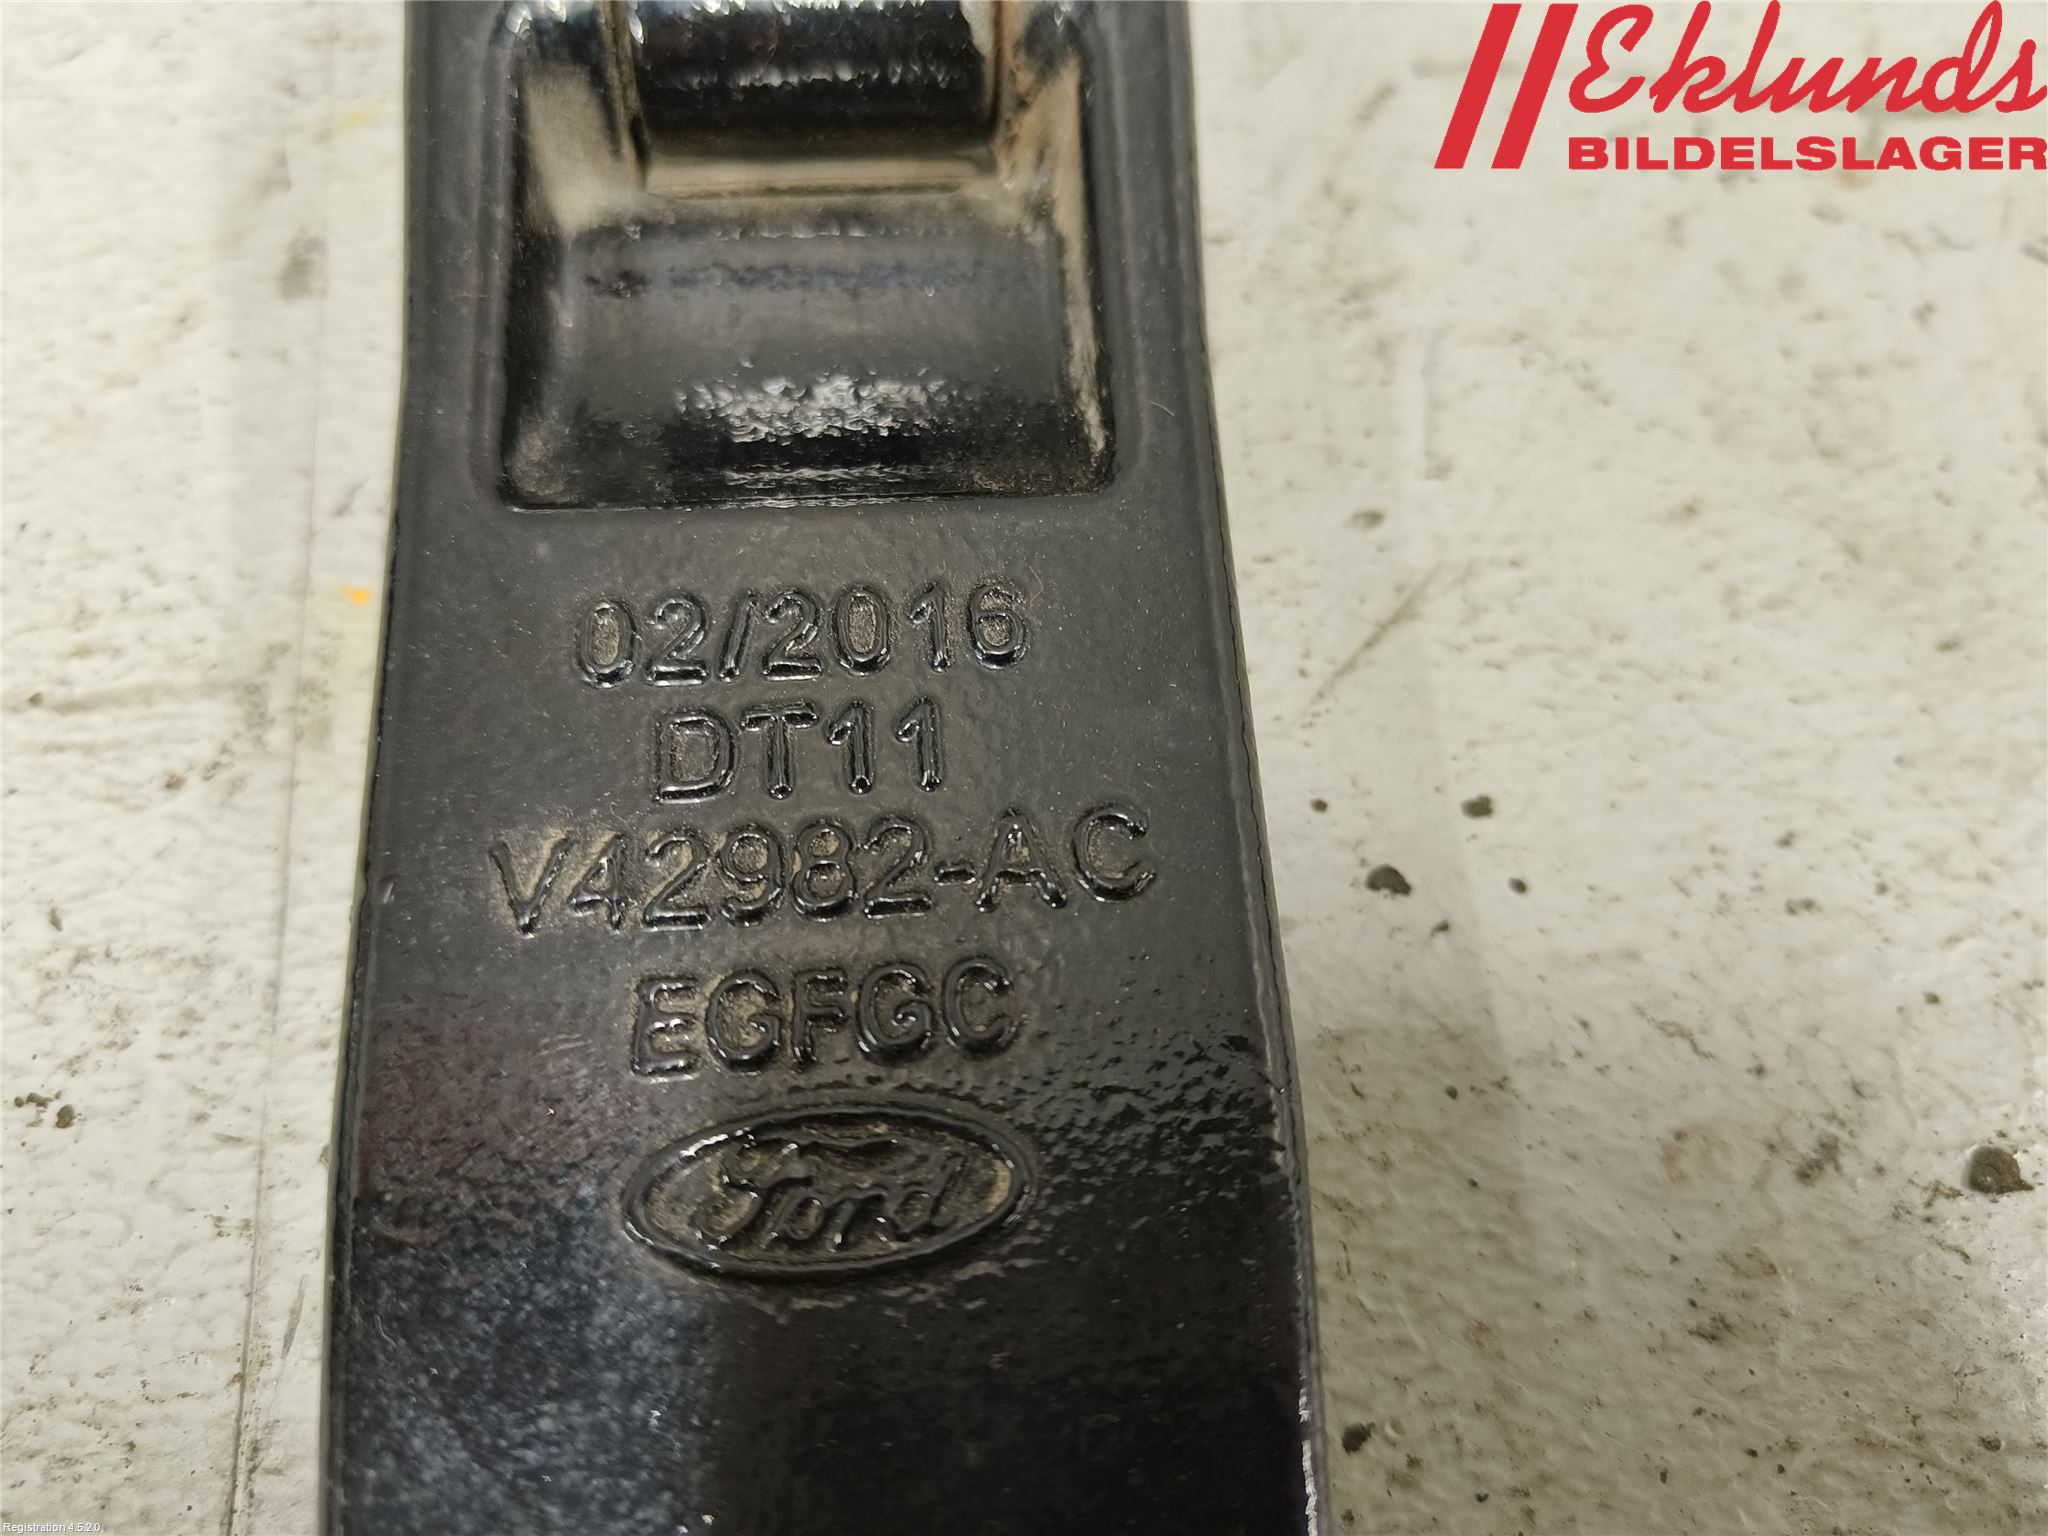 Eklunds
BILDELSLAGER
02/2016
DT11
V42982-AC
EGFGC
Ford
Registration 4.5.2.0